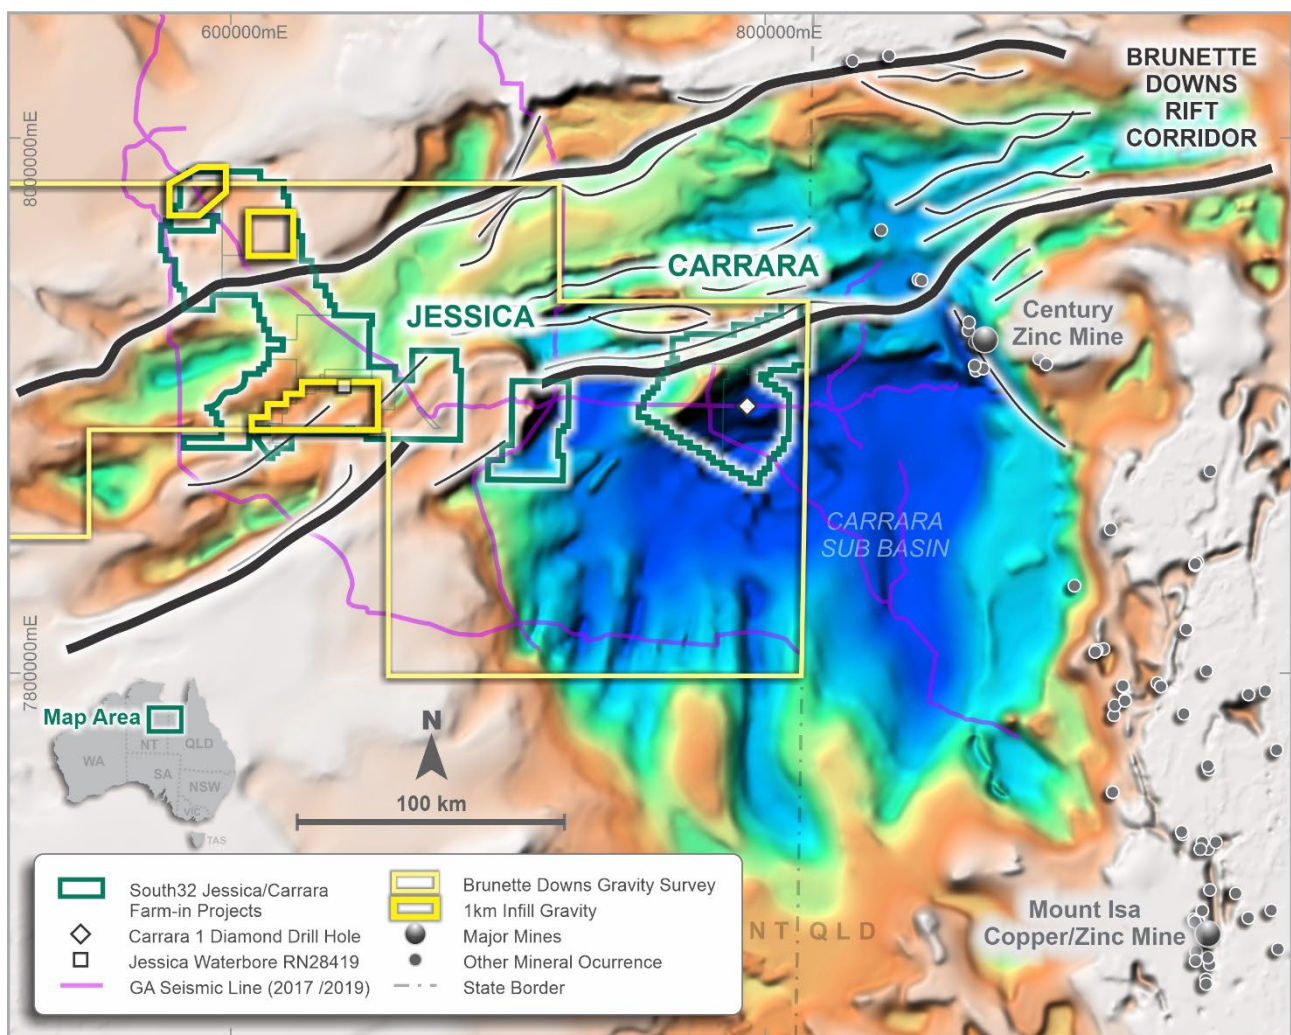 600000mE
800000mE
BRUNETTE
DOWNS
RIFT
CORRIDOR
8000000mE
CARRARA
JESSICA
Century
Zinc Mine
CARRARA
SUB BASIN
7800000mE
Map Area
WA
NT
QLD
SA
NSW
VIC
TAS
N
100 km
NT QLD
Mount Isa
Copper/Zinc Mine
South32 Jessica/Carrara
Farm-in Projects
Carrara 1 Diamond Drill Hole
Jessica Waterbore RN28419
GA Seismic Line (2017 /2019)
Brunette Downs Gravity Survey
1km Infill Gravity
Major Mines
Other Mineral Ocurrence
State Border